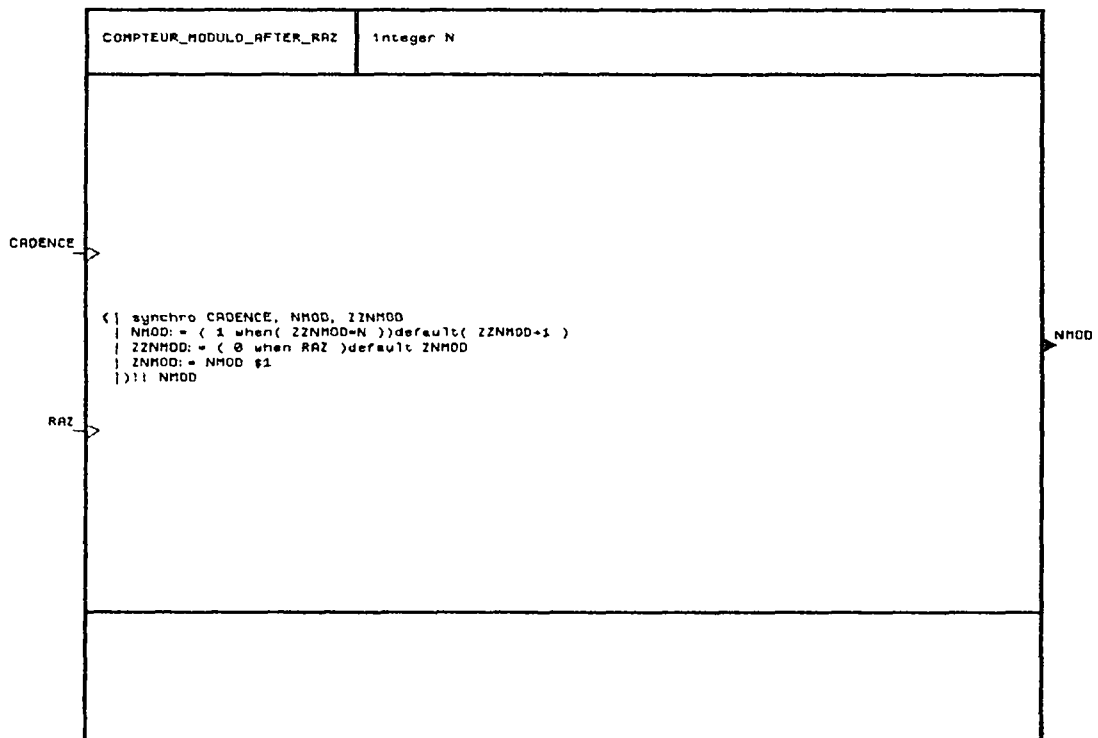 COMPTEUR_MODULO_AFTER_RAZ
integer N
CADENCE
(| synchro CADENCE, NMOD, ZZNMOD
| NMOD:= ( 1 when( ZZNMOD=N ))default( ZZNMOD+1 )
| ZZNMOD:= ( 0 when RAZ )default ZNMOD
| ZNMOD:= NMOD $1
|)!! NMOD
NMOD
RAZ